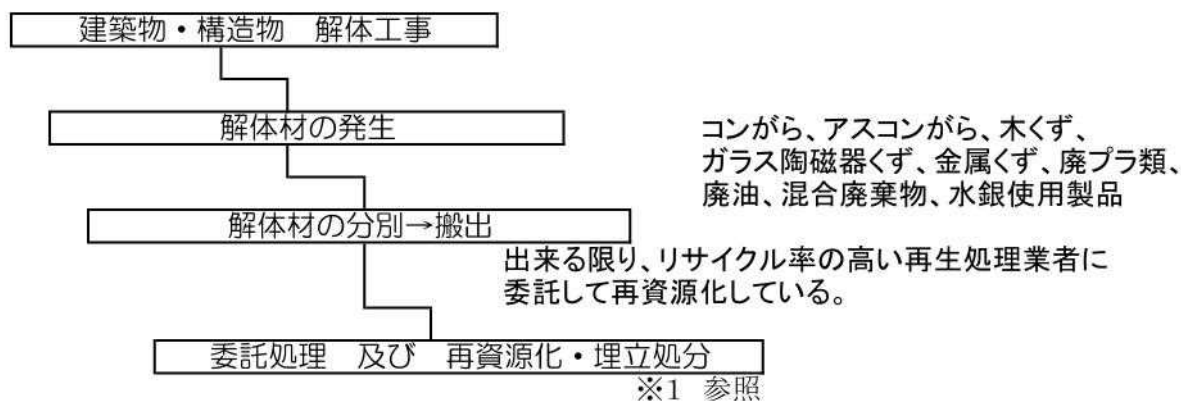 建築物・構造物　解体工事
解体材の発生
コンがら、アスコンがら、木くず、
ガラス陶磁器くず、金属くず、廃プラ類、
廃油、混合廃棄物、水銀使用製品
解体材の分別→搬出
出来る限り、リサイクル率の高い再生処理業者に
委託して再資源化している。
委託処理　及び　再資源化・埋立処分
※1　参照